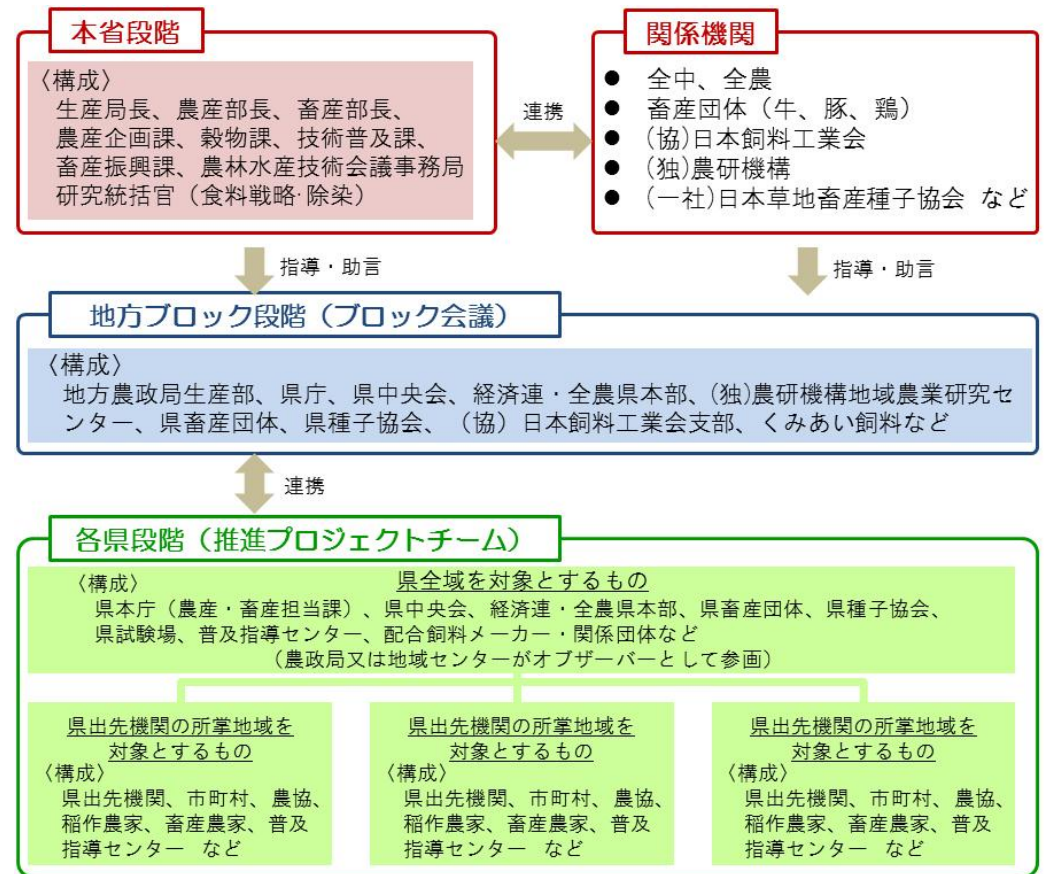 本省段階
〈構成〉
生産局長、農産部長、畜産部長、
農産企画課、穀物課、技術普及課、
畜産振興課、農林水産技術会議事務局
研究統括官（食料戦略･除染）
連携
関係機関
● 全中、全農
● 畜産団体（牛、豚、鶏）
● (協)日本飼料工業会
● (独)農研機構
● (一社)日本草地畜産種子協会 など
指導・助言
指導・助言
地方ブロック段階（ブロック会議）
〈構成〉
地方農政局生産部、県庁、県中央会、経済連・全農県本部、(独)農研機構地域農業研究セ
ンター、県畜産団体、県種子協会、（協）日本飼料工業会支部、くみあい飼料など
連携
各県段階（推進プロジェクトチーム）
〈構成〉
県全域を対象とするもの
県本庁（農産・畜産担当課）、県中央会、経済連・全農県本部、県畜産団体、県種子協会、
県試験場、普及指導センター、配合飼料メーカー・関係団体など
（農政局又は地域センターがオブザーバーとして参画）
県出先機関の所掌地域を
対象とするもの
〈構成〉
県出先機関、市町村、農協、
稲作農家、畜産農家、普及
指導センター など
県出先機関の所掌地域を
対象とするもの
〈構成〉
県出先機関、市町村、農協、
稲作農家、畜産農家、普及
指導センター など
県出先機関の所掌地域を
対象とするもの
〈構成〉
県出先機関、市町村、農協、
稲作農家、畜産農家、普及
指導センター など